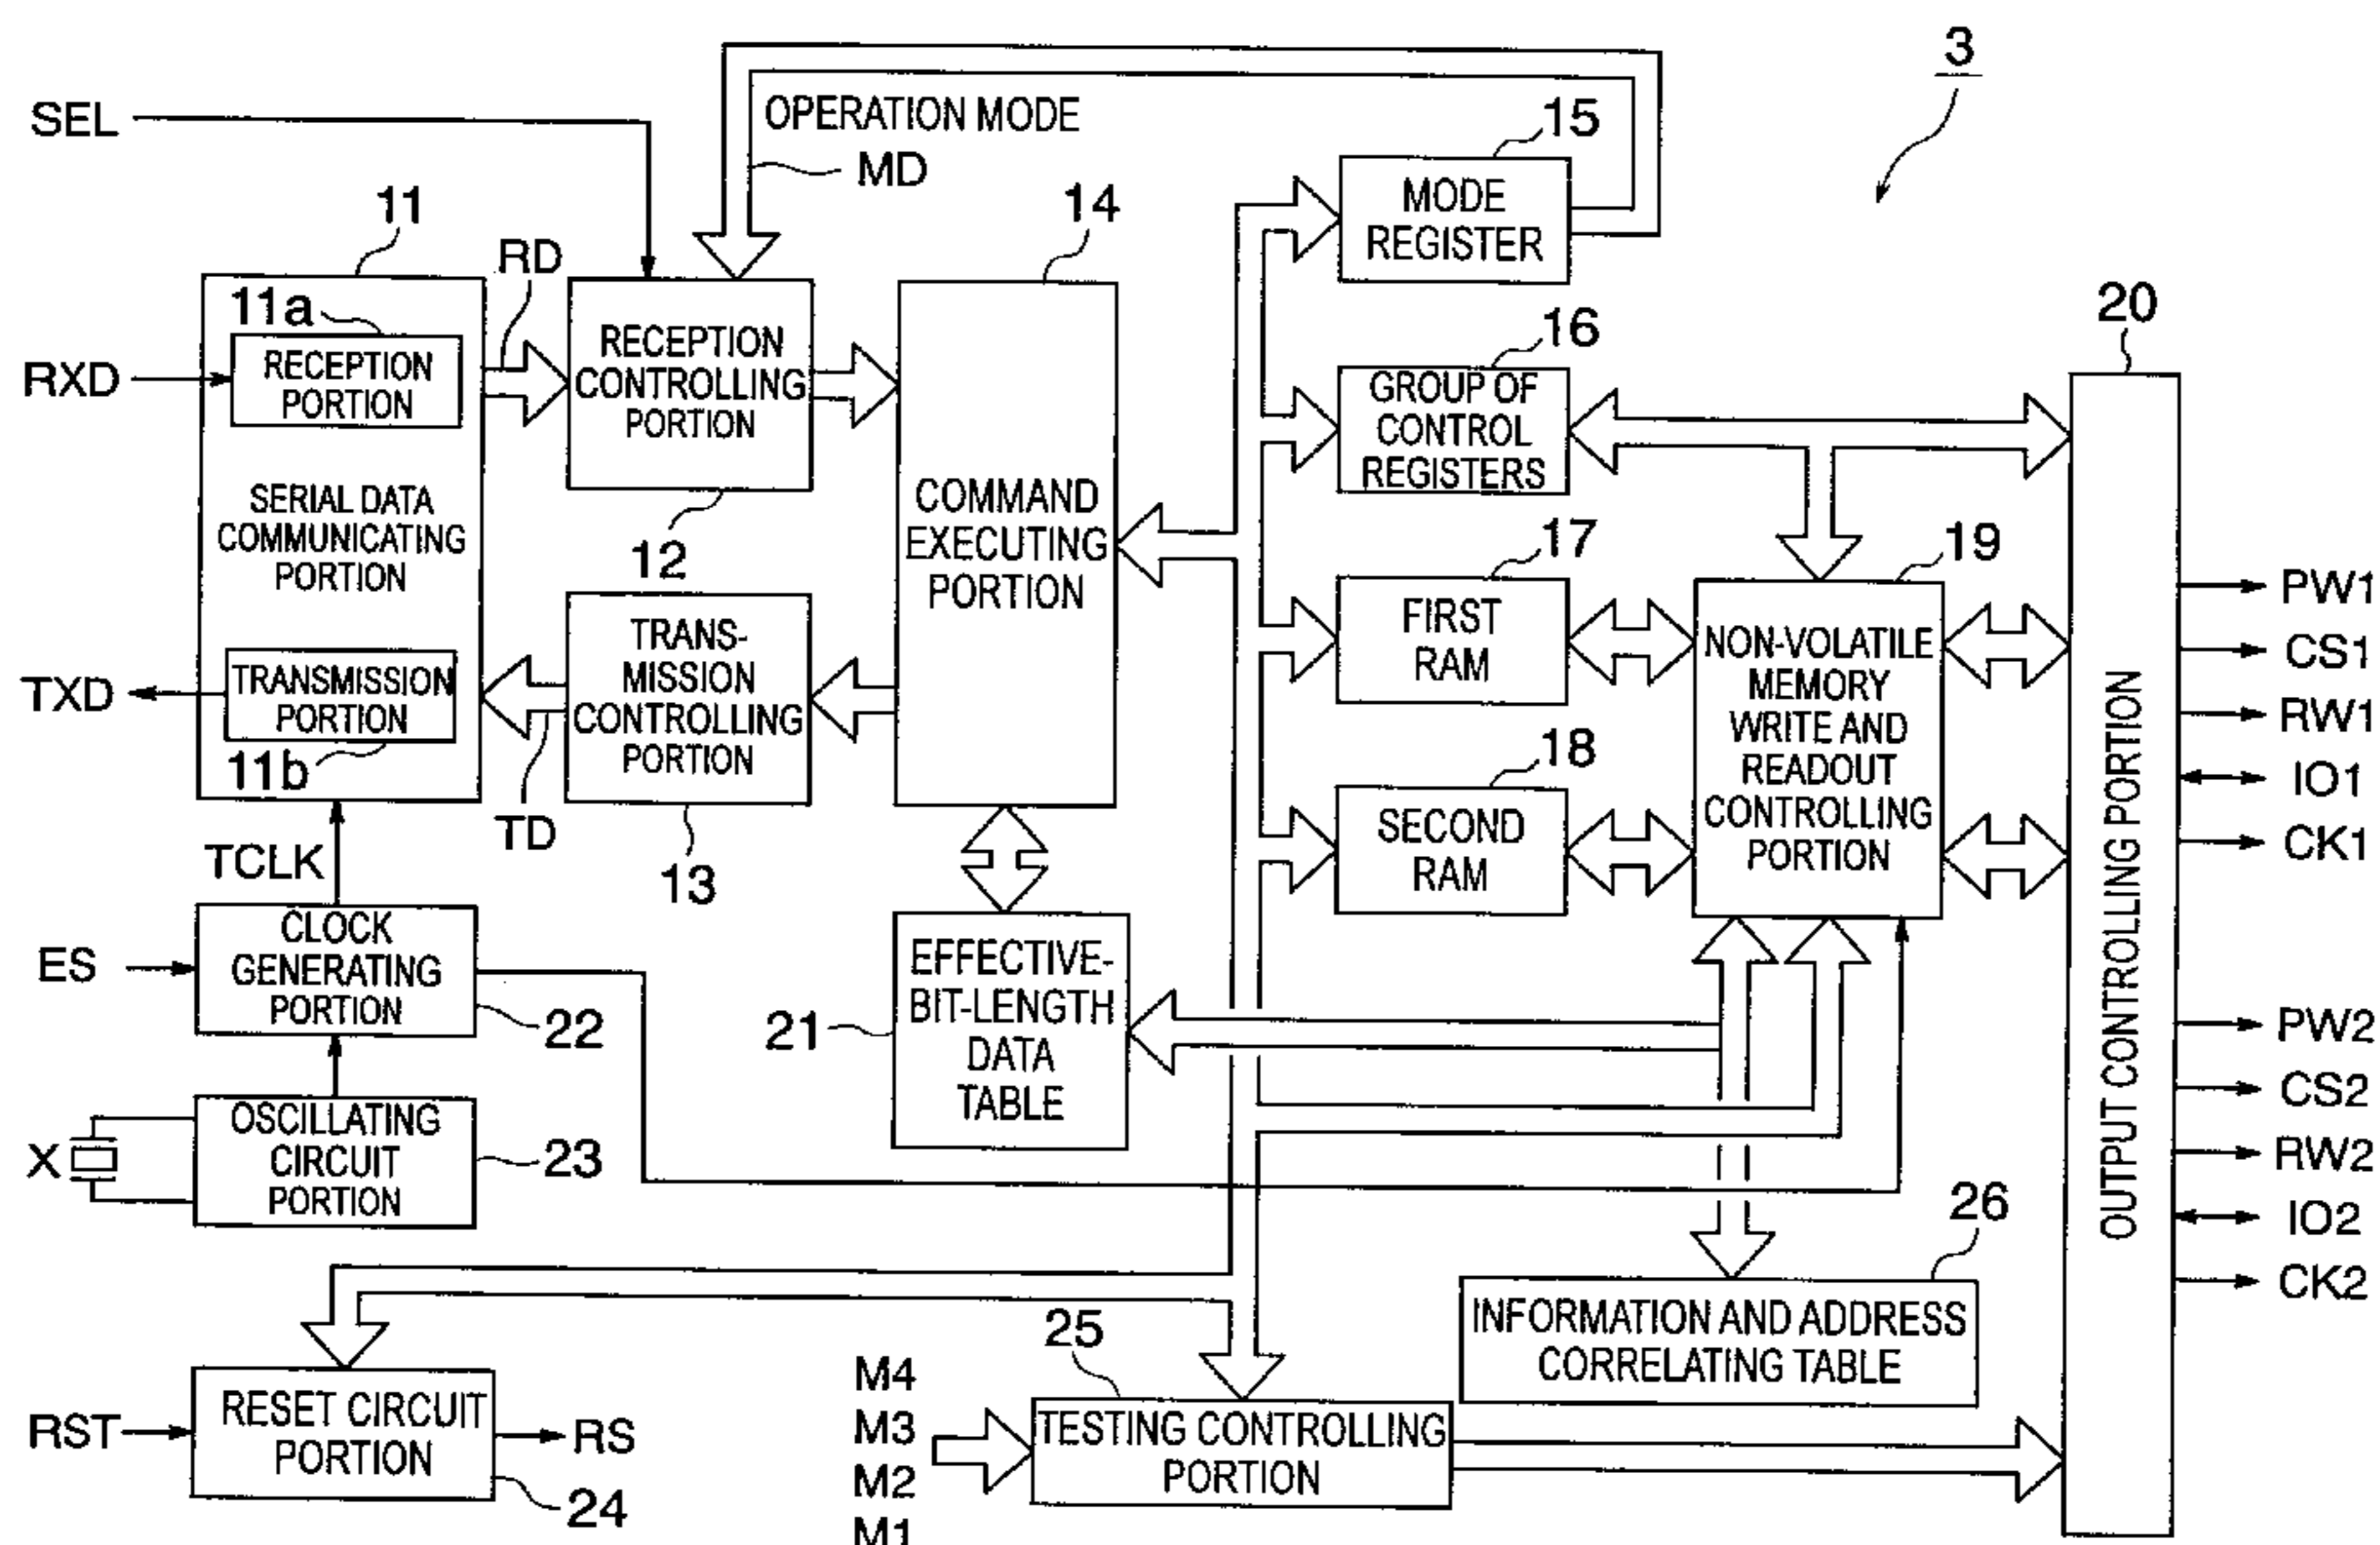 3
SEL
OPERATION MODE
MD
15
MODE
REGISTER
11
RD
14
11a
RECEPTION
PORTION
RXD
RECEPTION
CONTROLLING
PORTION
12
SERIAL DATA
COMMUNICATING
PORTION
COMMAND
EXECUTING
PORTION
16
GROUP OF
CONTROL
REGISTERS
20
17
FIRST
RAM
19
NON-VOLATILE
MEMORY
WRITE AND
READOUT
CONTROLLING
PORTION
TXD
TRANSMISSION
PORTION
11b
TD
TRANS-
MISSION
CONTROLLING
PORTION
13
18
SECOND
RAM
OUTPUT CONTROLLING PORTION
PW1
CS1
RW1
IO1
CK1
PW2
CS2
RW2
IO2
CK2
TCLK
ES
CLOCK
GENERATING
PORTION
22
21
EFFECTIVE-
BIT-LENGTH
DATA
TABLE
X
OSCILLATING
CIRCUIT
PORTION
23
26
INFORMATION AND ADDRESS
CORRELATING TABLE
RST
RESET CIRCUIT
PORTION
RS
24
25
M4
M3
M2
M1
TESTING CONTROLLING
PORTION